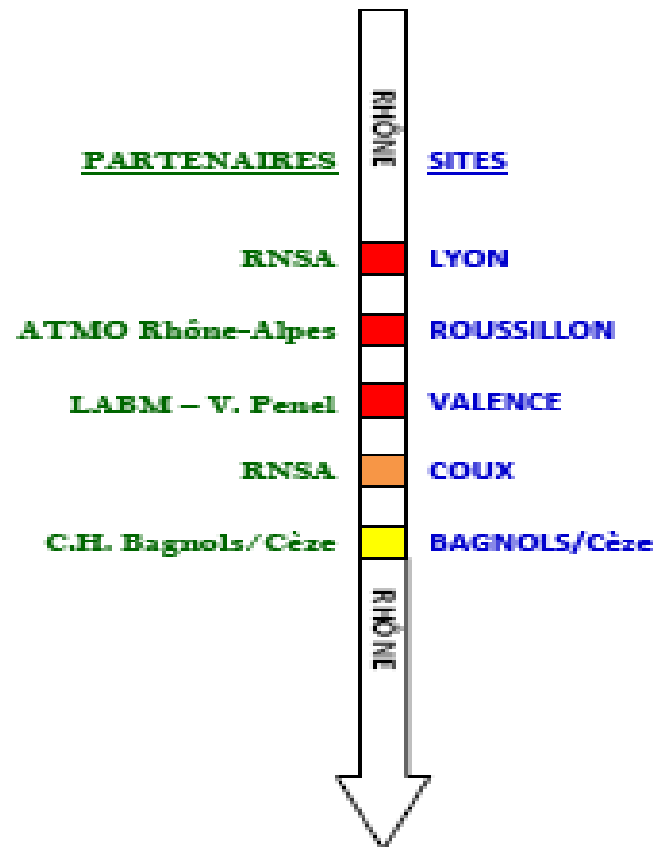 RHÔNE
PARTENAIRES SITES
RNSA LYON
ATMO Rhône-Alpes ROUSSILLON
LABM – V. Penel VALENCE
RNSA COUX
C.H. Bagnols/Cèze BAGNOLS/Cèze
RHÔNE